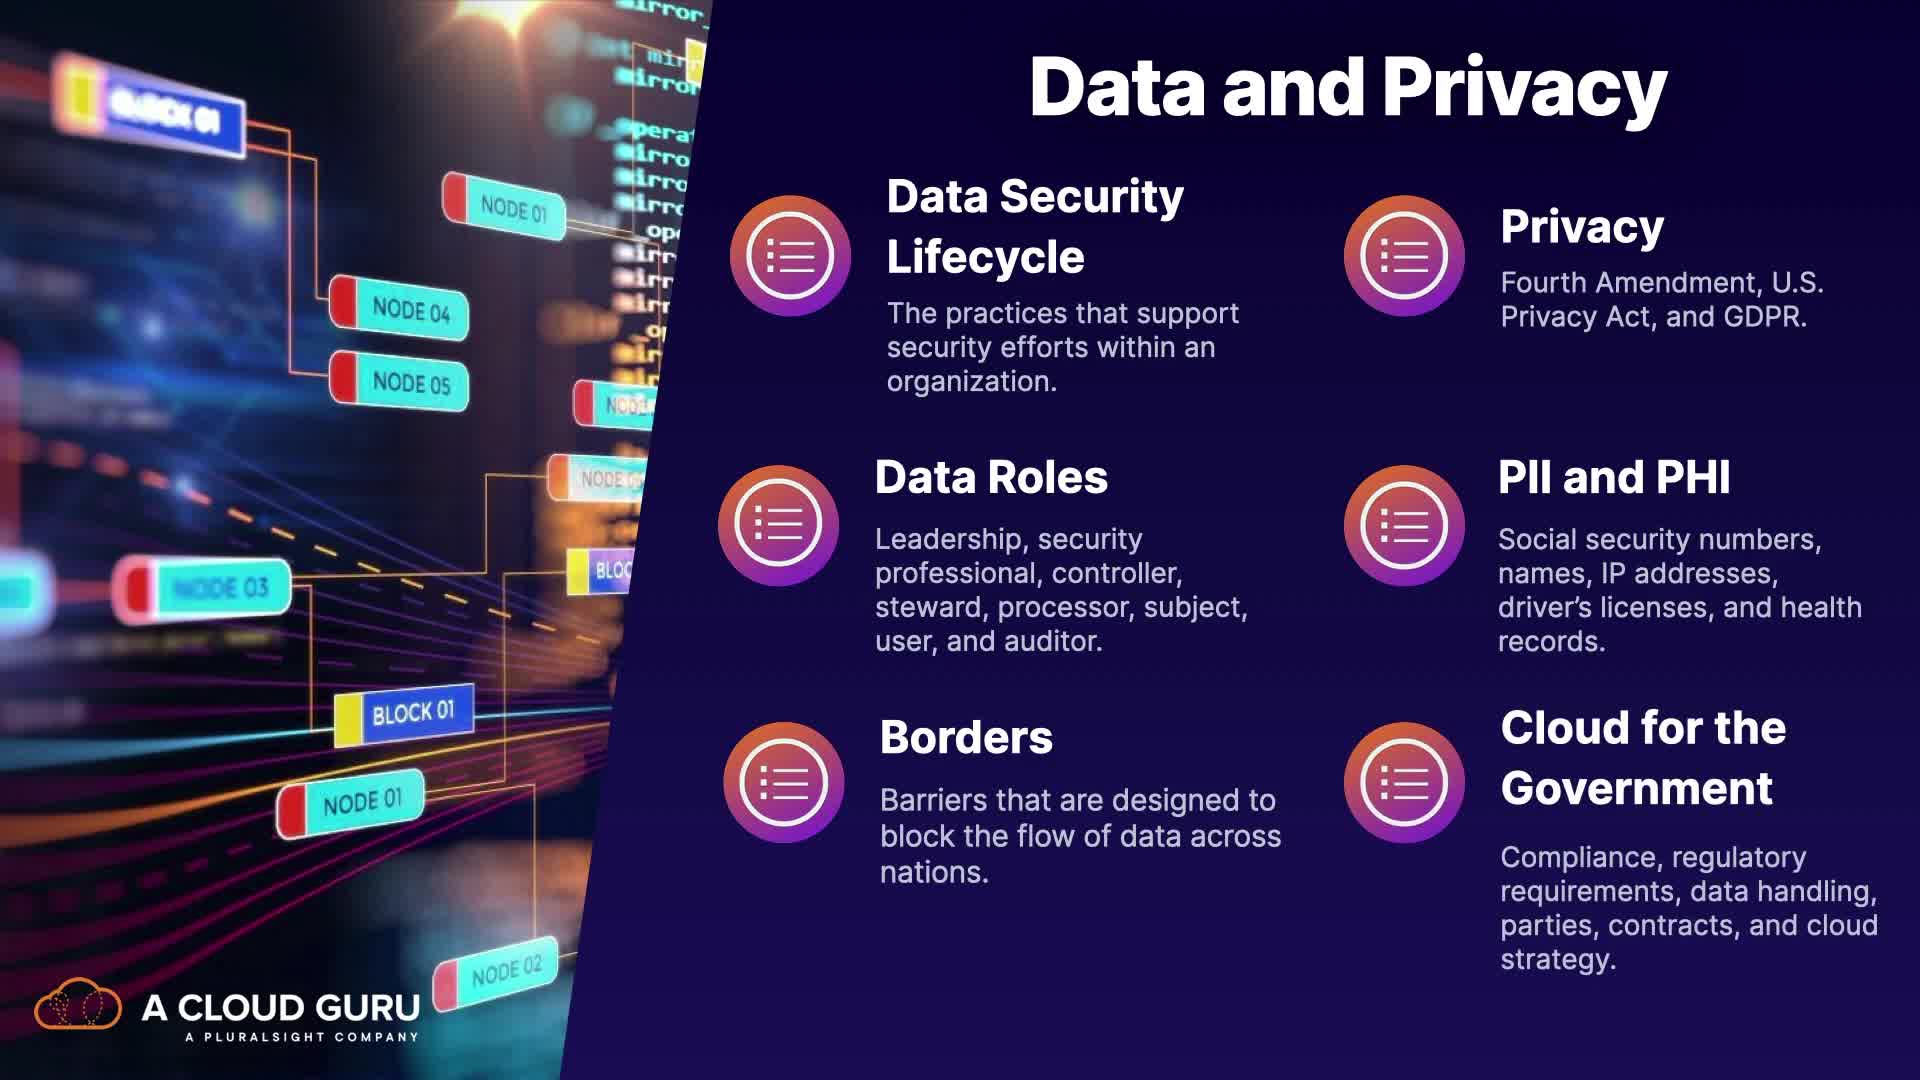 Data and Privacy
Data Security
Lifecycle
The practices that support
security efforts within an
organization.
Privacy
Fourth Amendment, U.S.
Privacy Act, and GDPR.
Data Roles
Leadership, security
professional, controller,
steward, processor, subject,
user, and auditor.
PII and PHI
Social security numbers,
names, IP addresses,
driver’s licenses, and health
records.
Borders
Barriers that are designed to
block the flow of data across
nations.
Cloud for the
Government
Compliance, regulatory
requirements, data handling,
parties, contracts, and cloud
strategy.
BLOCK 01
NODE 01
NODE 04
NODE 05
NODE 03
BLOCK 01
NODE 01
NODE 02
A CLOUD GURU
A PLURALSIGHT COMPANY